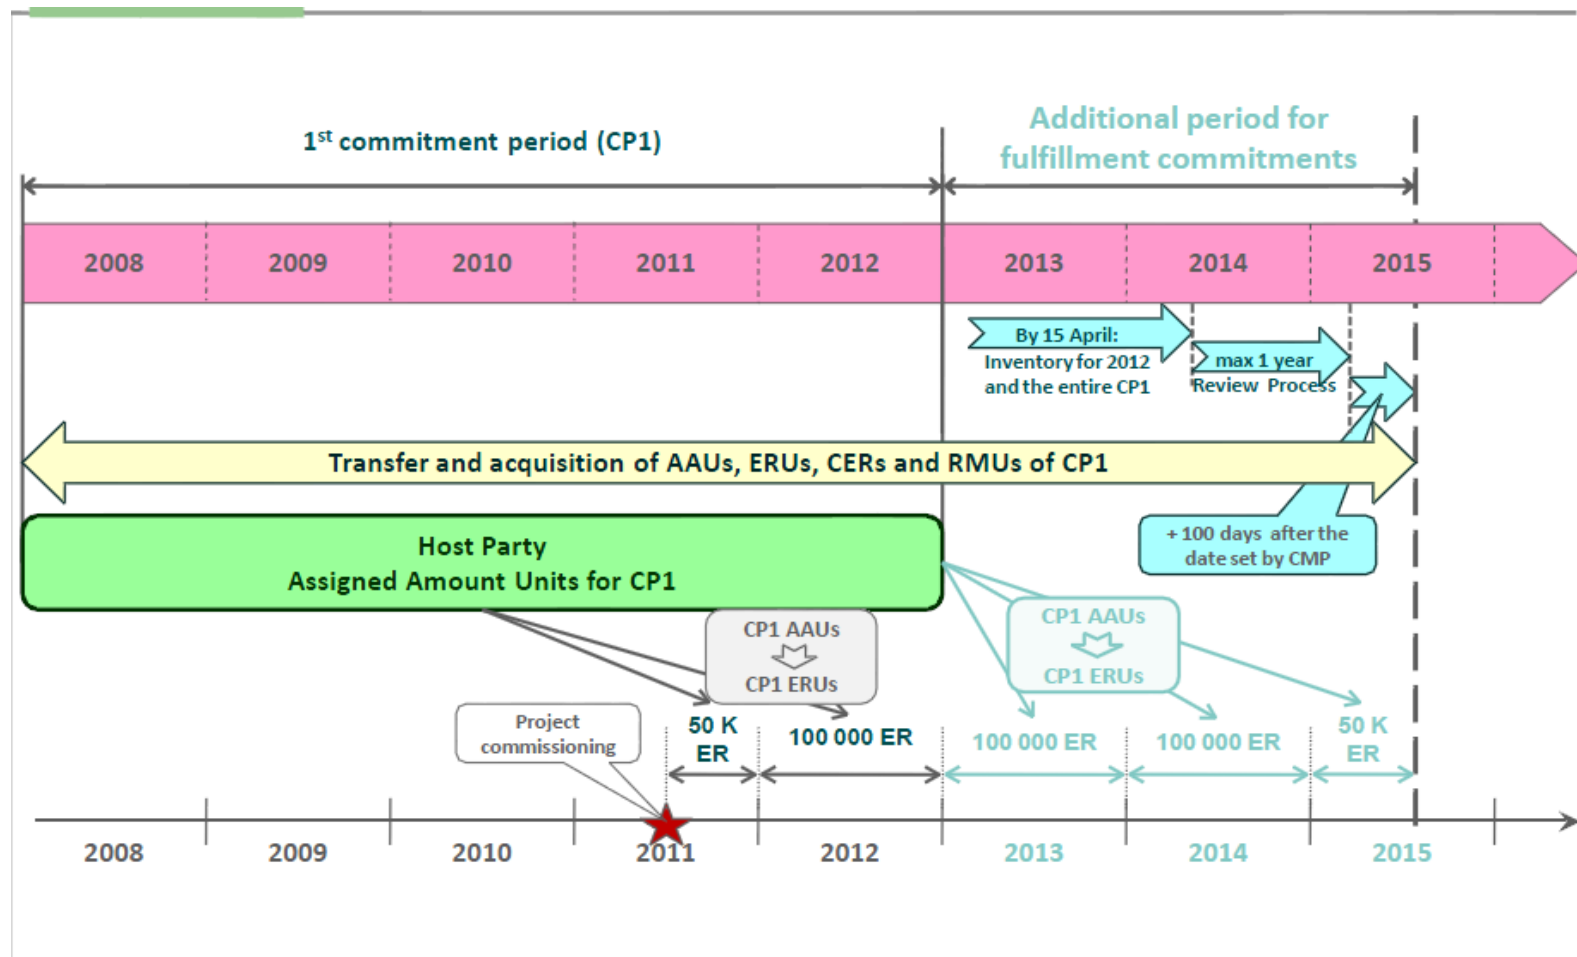 1st commitment period (CP1)
Additional period for
fulfillment commitments
2008
2009
2010
2011
2012
2013
2014
2015
By 15 April:
Inventory for 2012
and the entire CP1
max 1 year
Review Process
Transfer and acquisition of AAUs, ERUs, CERs and RMUs of CP1
+ 100 days after the
date set by CMP
Host Party
Assigned Amount Units for CP1
CP1 AAUs
CP1 ERUs
CP1 AAUs
CP1 ERUs
Project
commissioning
50 K
ER
100 000 ER
100 000 ER
100 000 ER
50 K
ER
2008
2009
2010
2011
2012
2013
2014
2015